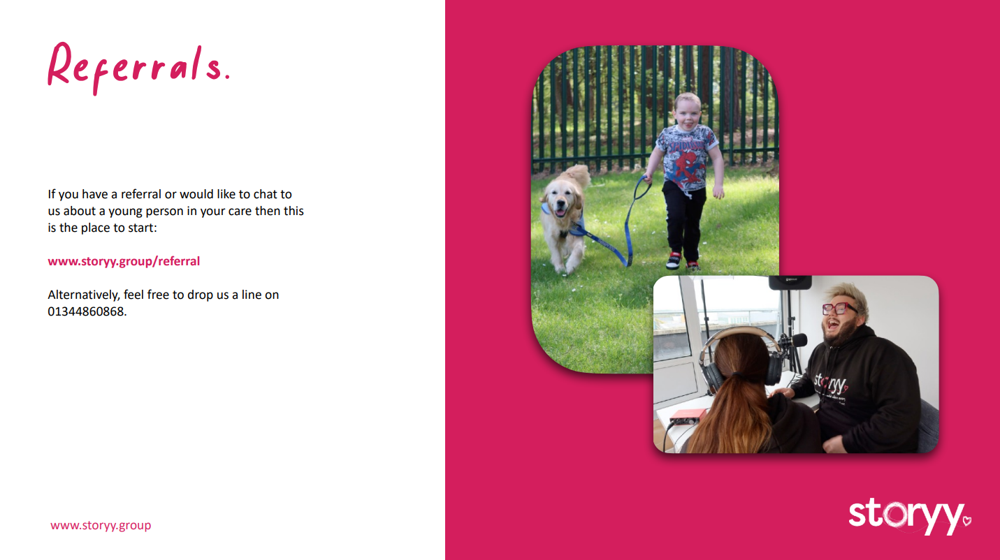 Referrals.
If you have a referral or would like to chat to
us about a young person in your care then this
is the place to start:
www.storyy.group/referral
Alternatively, feel free to drop us a line on
01344860868.
www.storyy.group
SPIDER
storyy
storyy